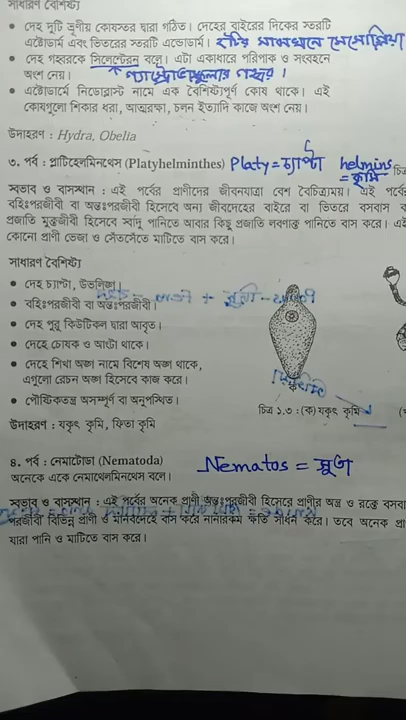 সাধারণ বৈশিষ্ট্য
• দেহ দুটি ভ্রূণীয় কোষস্তর দ্বারা গঠিত। দেহের বাইরের দিকের স্তরটি
এক্টোডার্ম এবং ভিতরের স্তরটি এন্ডোডার্ম।
• দেহ গহ্বরকে সিলেন্টেরন বলে। এটা একাধারে পরিপাক ও সংবহনে
অংশ নেয়।
• এক্টোডার্মে নিডোব্লাস্ট নামে এক বৈশিষ্ট্যপূর্ণ কোষ থাকে। এই
কোষগুলো শিকার ধরা, আত্মরক্ষা, চলন ইত্যাদি কাজে অংশ নেয়।
উদাহরণ : Hydra, Obelia
৩. পর্ব : প্লাটিহেলমিনথেস (Platyhelminthes) Platy = চ্যাপ্টা helmins = কৃমি
স্বভাব ও বাসস্থান : এই পর্বের প্রাণীদের জীবনযাত্রা বেশ বৈচিত্র্যময়। এই পর্বের
বহিঃপরজীবী বা অন্তঃপরজীবী হিসেবে অন্য জীবদেহের বাইরে বা ভিতরে বসবাস
প্রজাতি মুক্তজীবী হিসেবে স্বাদু পানিতে আবার কিছু প্রজাতি লবণাক্ত পানিতে বাস করে। এই
কোনো প্রাণী ভেজা ও সেঁতসেঁতে মাটিতে বাস করে।
সাধারণ বৈশিষ্ট্য
• দেহ চ্যাপ্টা, উভলিঙ্গ।
• বহিঃপরজীবী বা অন্তঃপরজীবী।
• দেহ পুরু কিউটিকল দ্বারা আবৃত।
• দেহে চোষক ও আংটা থাকে।
• দেহে শিখা অঙ্গ নামে বিশেষ অঙ্গ থাকে,
এগুলো রেচন অঙ্গ হিসেবে কাজ করে।
• পৌষ্টিকতন্ত্র অসম্পূর্ণ বা অনুপস্থিত।
চিত্র ১.৩ : (ক) যকৃৎ কৃমি
উদাহরণ : যকৃৎ কৃমি, ফিতা কৃমি
৪. পর্ব : নেমাটোডা (Nematoda) Nematos = সুতা
অনেকে একে নেমাথেলমিনথেস বলে।
স্বভাব ও বাসস্থান : এই পর্বের অনেক প্রাণী অন্তঃপরজীবী হিসেবে প্রাণীর অন্ত্র ও রক্তে বসবা
পরজীবী বিভিন্ন প্রাণী ও মানবদেহে বাস করে নানারকম ক্ষতি সাধন করে। তবে অনেক প্রা
যারা পানি ও মাটিতে বাস করে।